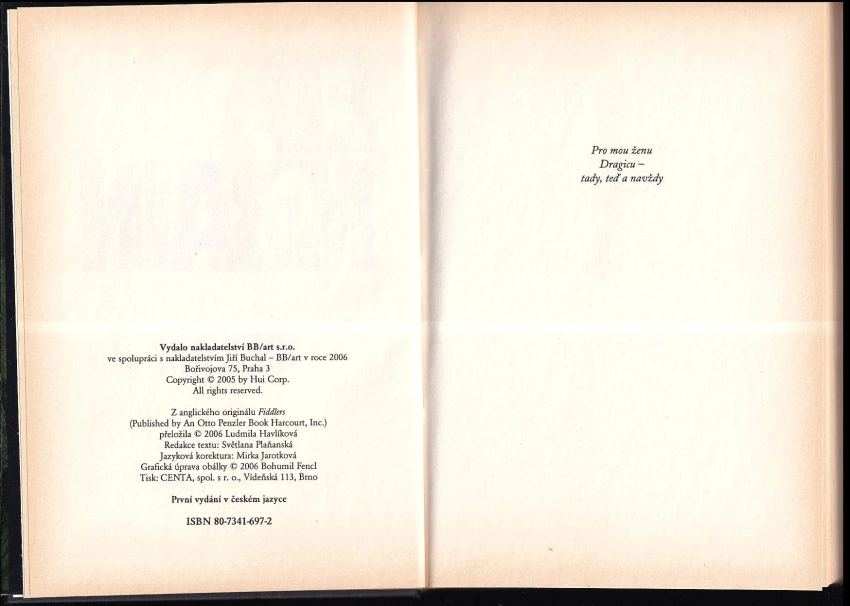 Vydalo nakladatelství BB/art s.r.o.
ve spolupráci s nakladatelstvím Jiří Buchal – BB/art v roce 2006
Bořivojova 75, Praha 3
Copyright © 2005 by Hui Corp.
All rights reserved.
Z anglického originálu Fiddlers
(Published by An Otto Penzler Book Harcourt, Inc.)
přeložila © 2006 Ludmila Havlíková
Redakce textu: Světlana Plaňanská
Jazyková korektura: Mirka Jarotková
Grafická úprava obálky © 2006 Bohumil Fencl
Tisk: CENTA, spol. s r. o., Vídeňská 113, Brno
První vydání v českém jazyce
ISBN 80-7341-697-2
Pro mou ženu
Dragicu –
tady, teď a navždy